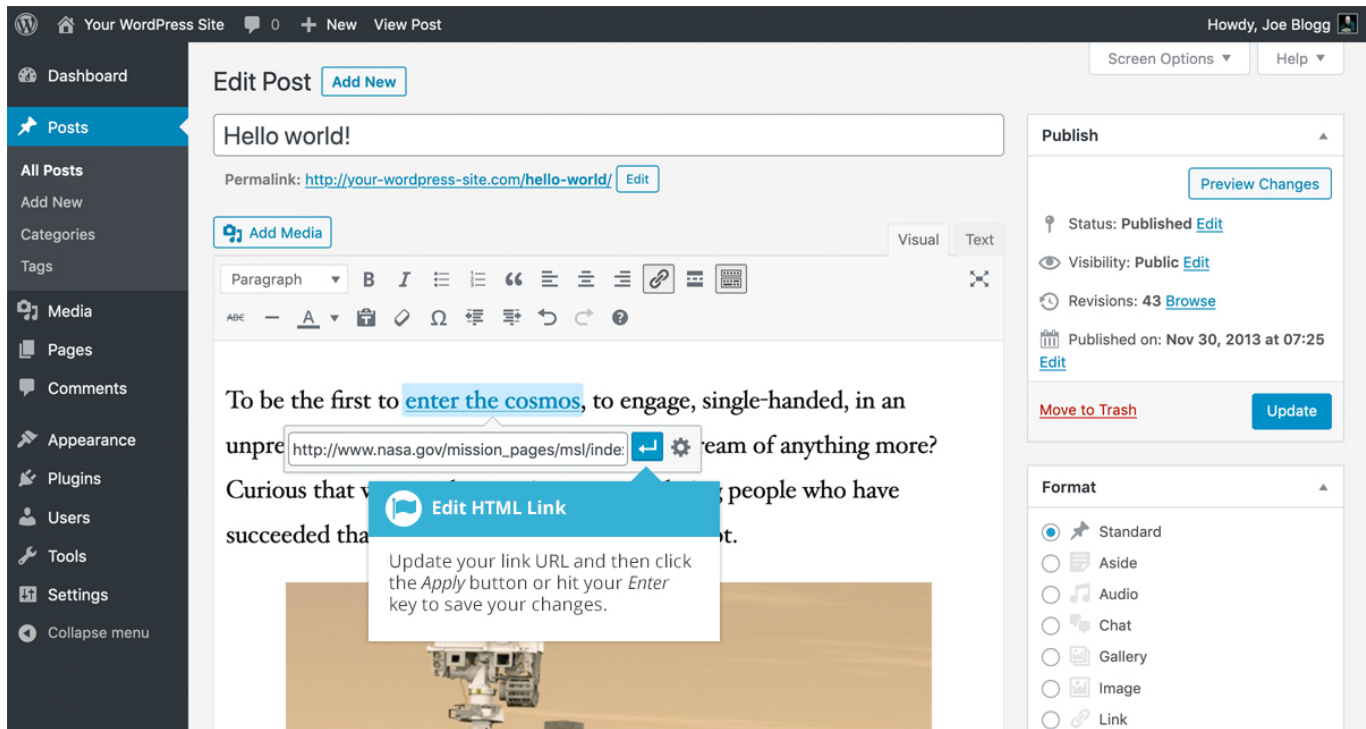 Your WordPress Site 0 New View Post Howdy, Joe Blogg
Dashboard
Posts
All Posts
Add New
Categories
Tags
Media
Pages
Comments
Appearance
Plugins
Users
Tools
Settings
Collapse menu
Screen Options Help
Edit Post Add New
Hello world!
Permalink: http://your-wordpress-site.com/hello-world/ Edit
Add Media
Visual Text
Paragraph B I
ABE A Ω
To be the first to enter the cosmos, to engage, single-handed, in an
unpre eam of anything more?
http://www.nasa.gov/mission_pages/msl/inde
Curious that people who have
succeeded tha t.
Edit HTML Link
Update your link URL and then click
the Apply button or hit your Enter
key to save your changes.
Publish
Preview Changes
Status: Published Edit
Visibility: Public Edit
Revisions: 43 Browse
Published on: Nov 30, 2013 at 07:25
Edit
Move to Trash Update
Format
Standard
Aside
Audio
Chat
Gallery
Image
Link